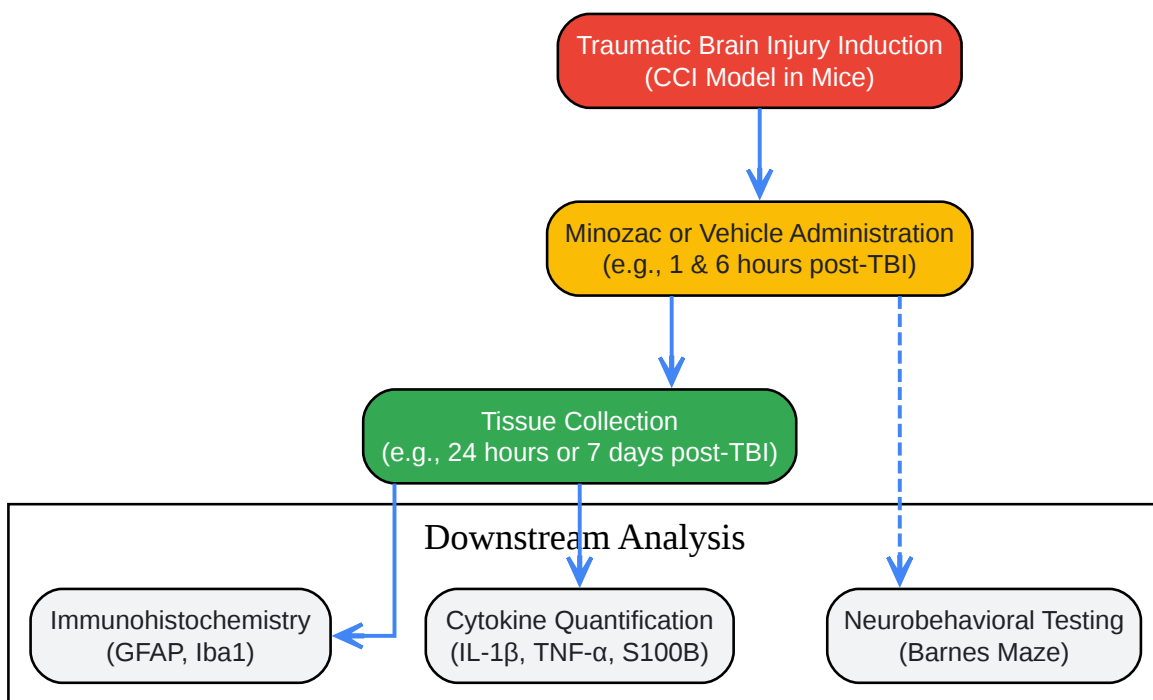 Traumatic Brain Injury Induction
(CCI Model in Mice)
Minozac or Vehicle Administration
(e.g., 1 & 6 hours post-TBI)
Tissue Collection
(e.g., 24 hours or 7 days post-TBI)
Downstream Analysis
Immunohistochemistry
(GFAP, Iba1)
Cytokine Quantification
(IL-1β, TNF-α, S100B)
Neurobehavioral Testing
(Barnes Maze)